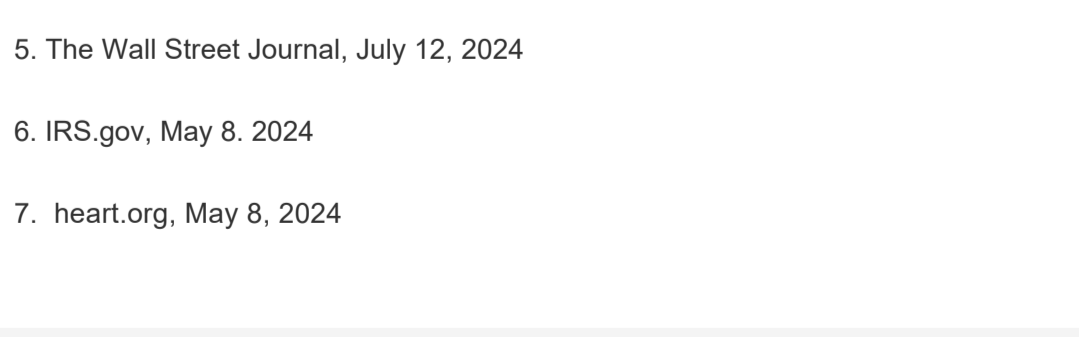 5. The Wall Street Journal, July 12, 2024
6. IRS.gov, May 8. 2024
7.  heart.org, May 8, 2024